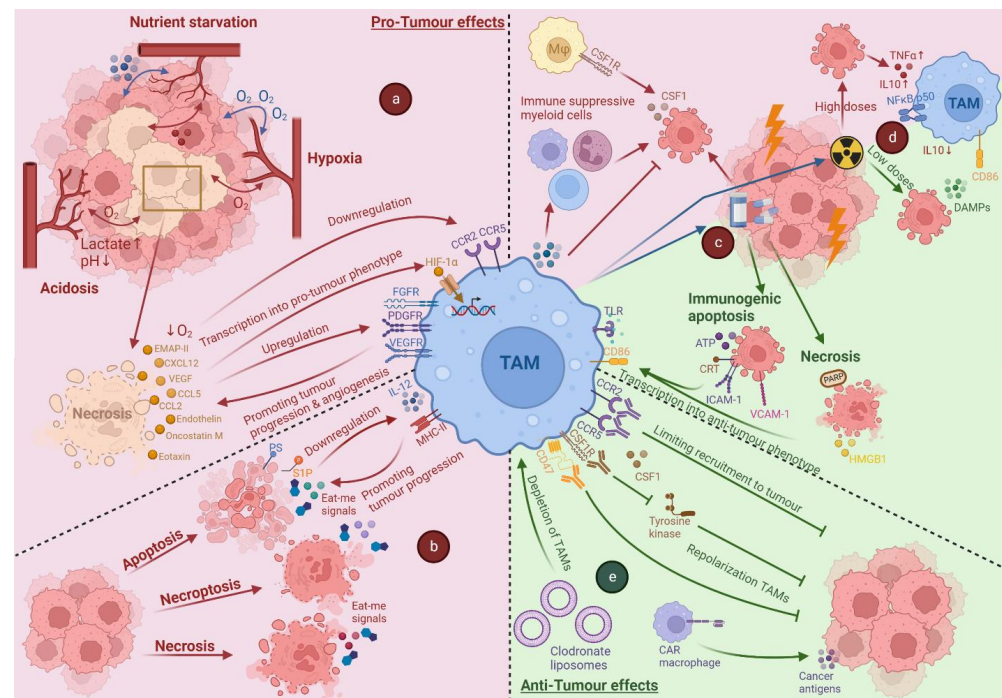 Nutrient starvation
Pro-Tumour effects
a
O₂ O₂
O₂
Hypoxia
O₂
O₂
Lactate↑
pH↓
Acidosis
↓O₂
EMAP-II
CXCL12
VEGF
CCL5
CCL2
Endothelin
Oncostatin M
Eotaxin
Necrosis
Downregulation
Transcription into pro-tumour phenotype
Upregulation
Promoting tumour
progression & angiogenesis
CCR2 CCR5
HIF-1α
FGFR
PDGFR
VEGFR
TAM
IL-12
MHC-II
Downregulation
Promoting
tumour progression
PS
P
S1P
Eat-me
signals
b
Apoptosis
Necroptosis
Necrosis
Eat-me
signals
Mφ
CSF1R
CSF1
Immune suppressive
myeloid cells
TNFα↑
IL10↑
High doses
NFκB p50
TAM
d
IL10↓
CD86
Low doses
DAMPs
c
Immunogenic
apoptosis
ATP
CRT
ICAM-1
VCAM-1
Necrosis
PARP
HMGB1
TLR
CD86
Transcription into anti-tumour phenotype
CCR2
CCR5
CSF1R
CD47
CSF1
Limiting recruitment to tumour
Tyrosine
kinase
Repolarization TAMs
Depletion of TAMs
e
Clodronate
liposomes
CAR
macrophage
Cancer
antigens
Anti-Tumour effects